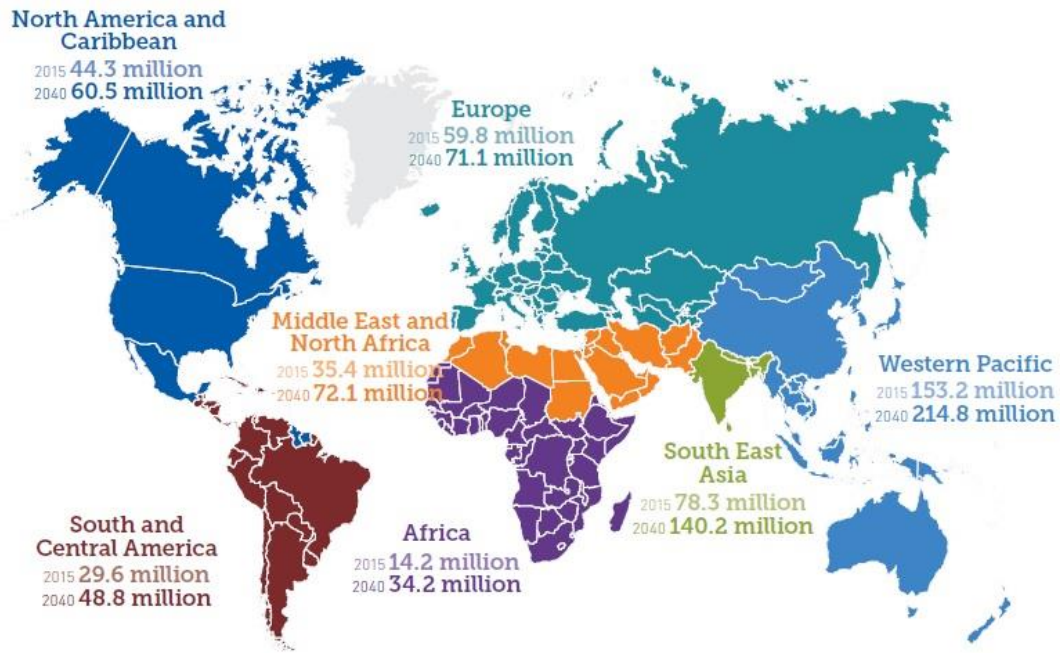 North America and
Caribbean
2015 44.3 million
2040 60.5 million
Europe
2015 59.8 million
2040 71.1 million
Middle East and
North Africa
2015 35.4 million
2040 72.1 million
Western Pacific
2015 153.2 million
2040 214.8 million
South East
Asia
2015 78.3 million
2040 140.2 million
South and
Central America
2015 29.6 million
2040 48.8 million
Africa
2015 14.2 million
2040 34.2 million